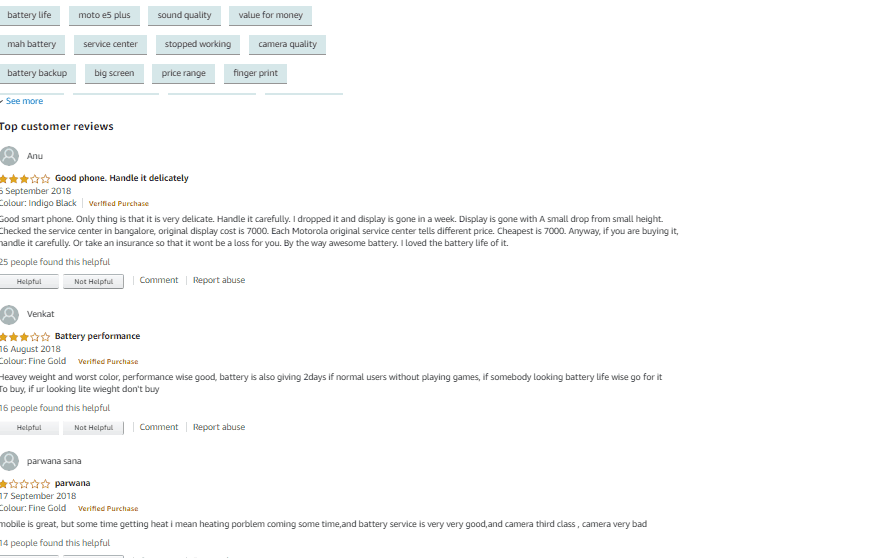 battery life moto e5 plus sound quality value for money
mah battery service center stopped working camera quality
battery backup big screen price range finger print
See more
Top customer reviews
Anu
Good phone. Handle it delicately
5 September 2018
Colour: Indigo Black Verified Purchase
Good smart phone. Only thing is that it is very delicate. Handle it carefully. I dropped it and display is gone in a week. Display is gone with A small drop from small height.
Checked the service center in bangalore, original display cost is 7000. Each Motorola original service center tells different price. Cheapest is 7000. Anyway, if you are buying it,
handle it carefully. Or take an insurance so that it wont be a loss for you. By the way awesome battery. I loved the battery life of it.
25 people found this helpful
Helpful Not Helpful Comment Report abuse
Venkat
Battery performance
16 August 2018
Colour: Fine Gold Verified Purchase
Heavey weight and worst color, performance wise good, battery is also giving 2days if normal users without playing games, if somebody looking battery life wise go for it
To buy, if ur looking lite wieght don't buy
16 people found this helpful
Helpful Not Helpful Comment Report abuse
parwana sana
parwana
17 September 2018
Colour: Fine Gold Verified Purchase
mobile is great, but some time getting heat i mean heating porblem coming some time,and battery service is very very good,and camera third class , camera very bad
14 people found this helpful